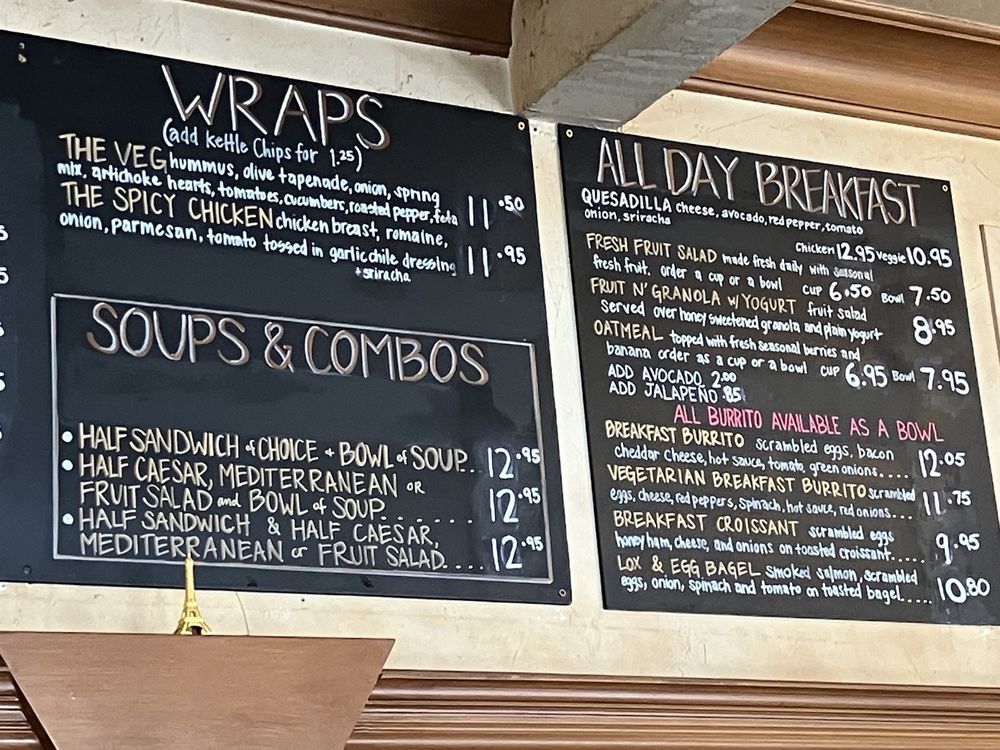 WRAPS
(add kettle Chips for 1.25)
THE VEG hummus, olive tapenade, onion, spring
mix, artichoke hearts, tomatoes, cucumbers, roasted pepper, feta 11.50
THE SPICY CHICKEN chicken breast, romaine,
onion, parmesan, tomato tossed in garlic chile dressing 11.95
+ sriracha
SOUPS & COMBOS
• HALF SANDWICH of CHOICE + BOWL of SOUP... 12.95
• HALF CAESAR, MEDITERRANEAN OR
FRUIT SALAD and BOWL of SOUP........ 12.95
• HALF SANDWICH & HALF CAESAR,
MEDITERRANEAN or FRUIT SALAD.... 12.95
ALL DAY BREAKFAST
QUESADILLA cheese, avocado, red pepper, tomato
onion, sriracha
Chicken 12.95 Veggie 10.95
FRESH FRUIT SALAD made fresh daily with seasonal
fresh fruit. order a cup or a bowl cup 6.50 Bowl 7.50
FRUIT N' GRANOLA W/YOGURT fruit salad
served over honey sweetened granola and plain yogurt 8.95
OATMEAL topped with fresh seasonal berries and
banana order as a cup or a bowl cup 6.95 Bowl 7.95
ADD AVOCADO 2.00
ADD JALAPEÑO .85
ALL BURRITO AVAILABLE AS A BOWL
BREAKFAST BURRITO scrambled eggs, bacon
cheddar cheese, hot sauce, tomato, green onions.... 12.05
VEGETARIAN BREAKFAST BURRITO scrambled
eggs, cheese, red peppers, spinach, hot sauce, red onions... 11.75
BREAKFAST CROISSANT scrambled eggs
honey ham, cheese, and onions on toasted croissant..... 9.95
LOX & EGG BAGEL smoked salmon, scrambled
eggs, onion, spinach and tomato on toasted bagel..... 10.80